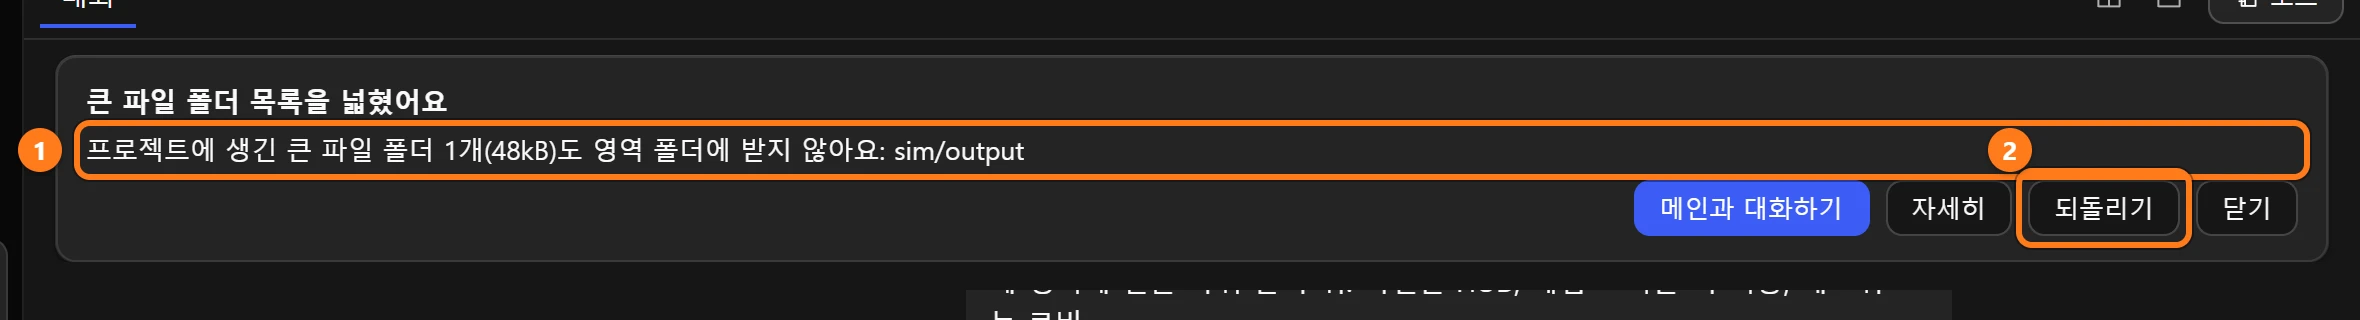 큰 파일 폴더 목록을 넓혔어요
1
프로젝트에 생긴 큰 파일 폴더 1개(48kB)도 영역 폴더에 받지 않아요: sim/output
2
메인과 대화하기
자세히
되돌리기
닫기